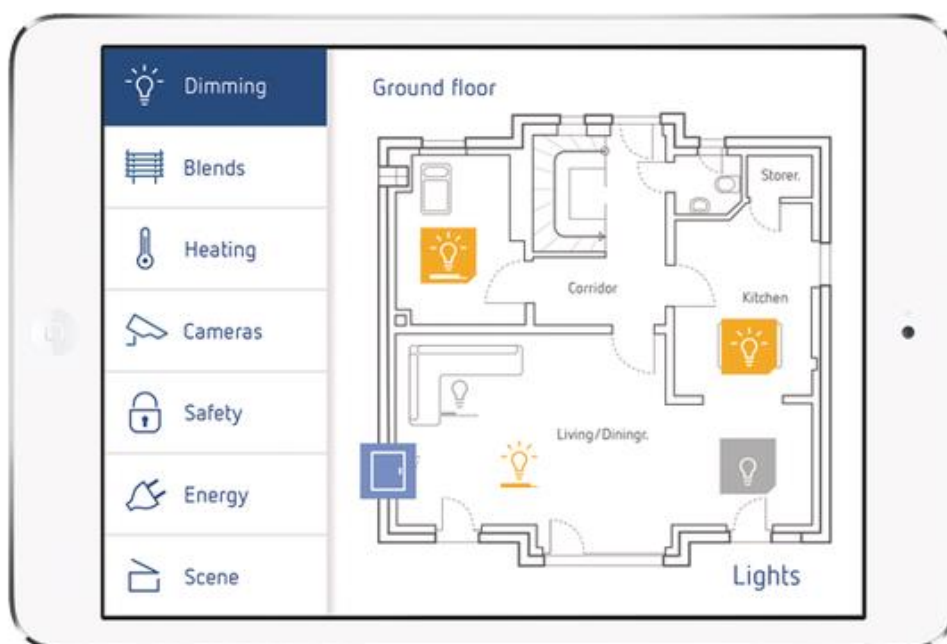 Dimming
Ground floor
Blends
Heating
Cameras
Safety
Energy
Scene
Storer.
Corridor
Kitchen
Living/Diningr.
Lights